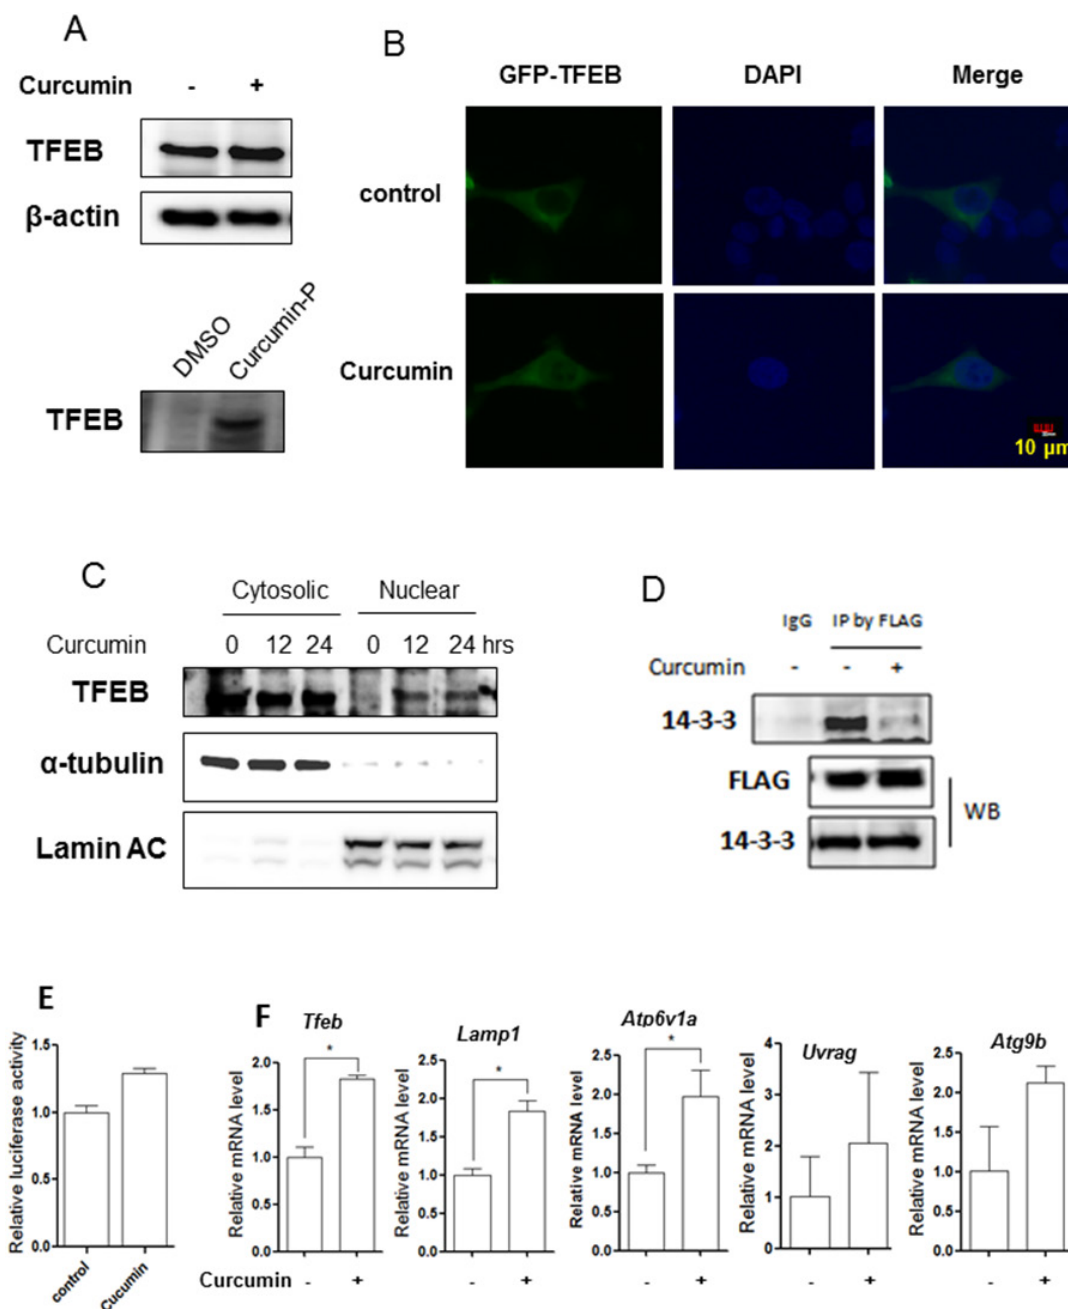 A
Curcumin - +
TFEB
β-actin
DMSO
Curcumin-P
TFEB
B
GFP-TFEB DAPI Merge
control
Curcumin
10 μm
C
Cytosolic Nuclear
Curcumin 0 12 24 0 12 24 hrs
TFEB
α-tubulin
Lamin AC
D
IgG IP by FLAG
Curcumin - - +
14-3-3
FLAG
14-3-3
WB
E
Relative luciferase activity
1.5
1.0
0.5
0.0
control
Cucumin
F
Tfeb
Relative mRNA level
2.0
1.5
1.0
0.5
0.0
*
Lamp1
Relative mRNA level
2.5
2.0
1.5
1.0
0.5
0.0
*
Atp6v1a
Relative mRNA level
2.5
2.0
1.5
1.0
0.5
0.0
*
Uvrag
Relative mRNA level
4
3
2
1
0
Atg9b
Relative mRNA level
2.5
2.0
1.5
1.0
0.5
0.0
Curcumin - + - + - + - + - +